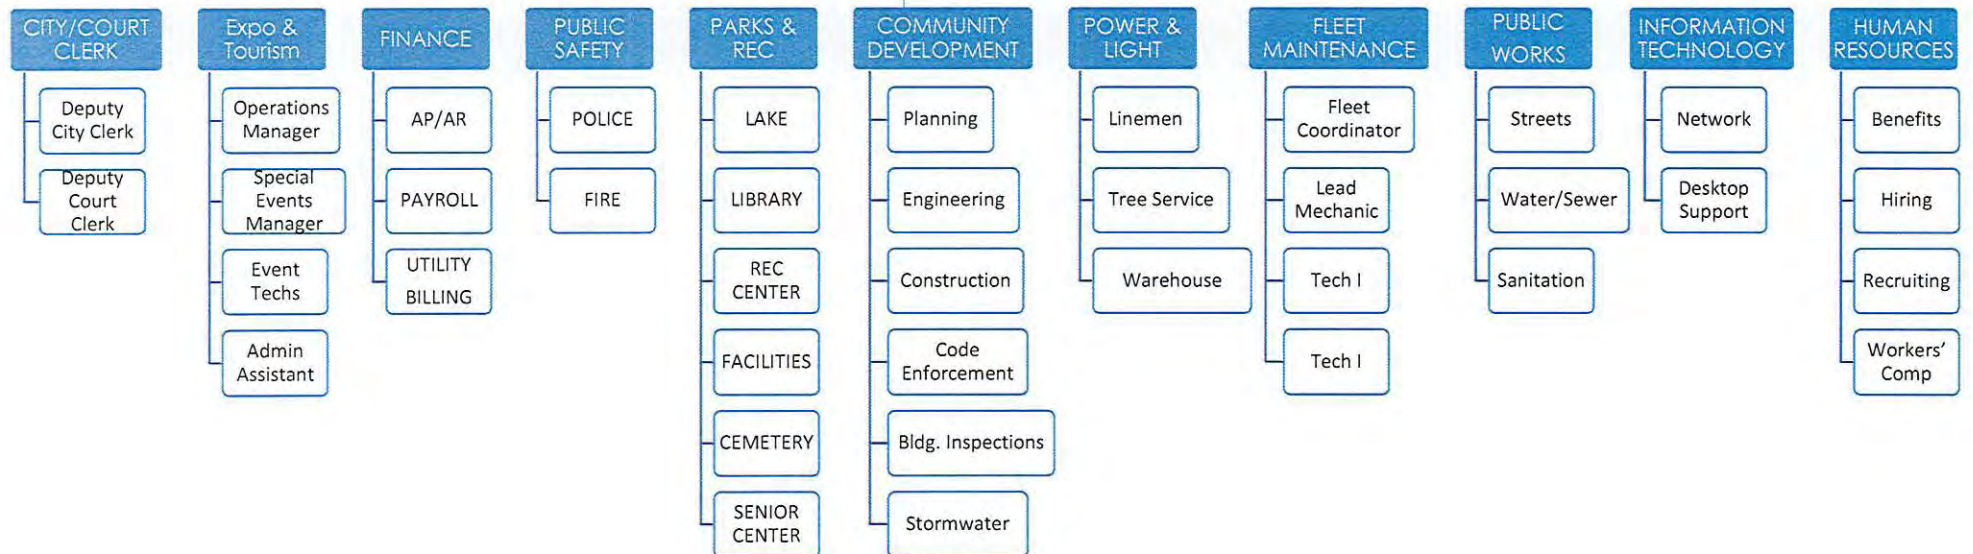 CITY/COURT
CLERK
Deputy
City Clerk
Deputy
Court
Clerk
Expo &
Tourism
Operations
Manager
Special
Events
Manager
Event
Techs
Admin
Assistant
FINANCE
AP/AR
PAYROLL
UTILITY
BILLING
PUBLIC
SAFETY
POLICE
FIRE
PARKS &
REC
LAKE
LIBRARY
REC
CENTER
FACILITIES
CEMETERY
SENIOR
CENTER
COMMUNITY
DEVELOPMENT
Planning
Engineering
Construction
Code
Enforcement
Bldg. Inspections
Stormwater
POWER &
LIGHT
Linemen
Tree Service
Warehouse
FLEET
MAINTENANCE
Fleet
Coordinator
Lead
Mechanic
Tech I
Tech I
PUBLIC
WORKS
Streets
Water/Sewer
Sanitation
INFORMATION
TECHNOLOGY
Network
Desktop
Support
HUMAN
RESOURCES
Benefits
Hiring
Recruiting
Workers’
Comp